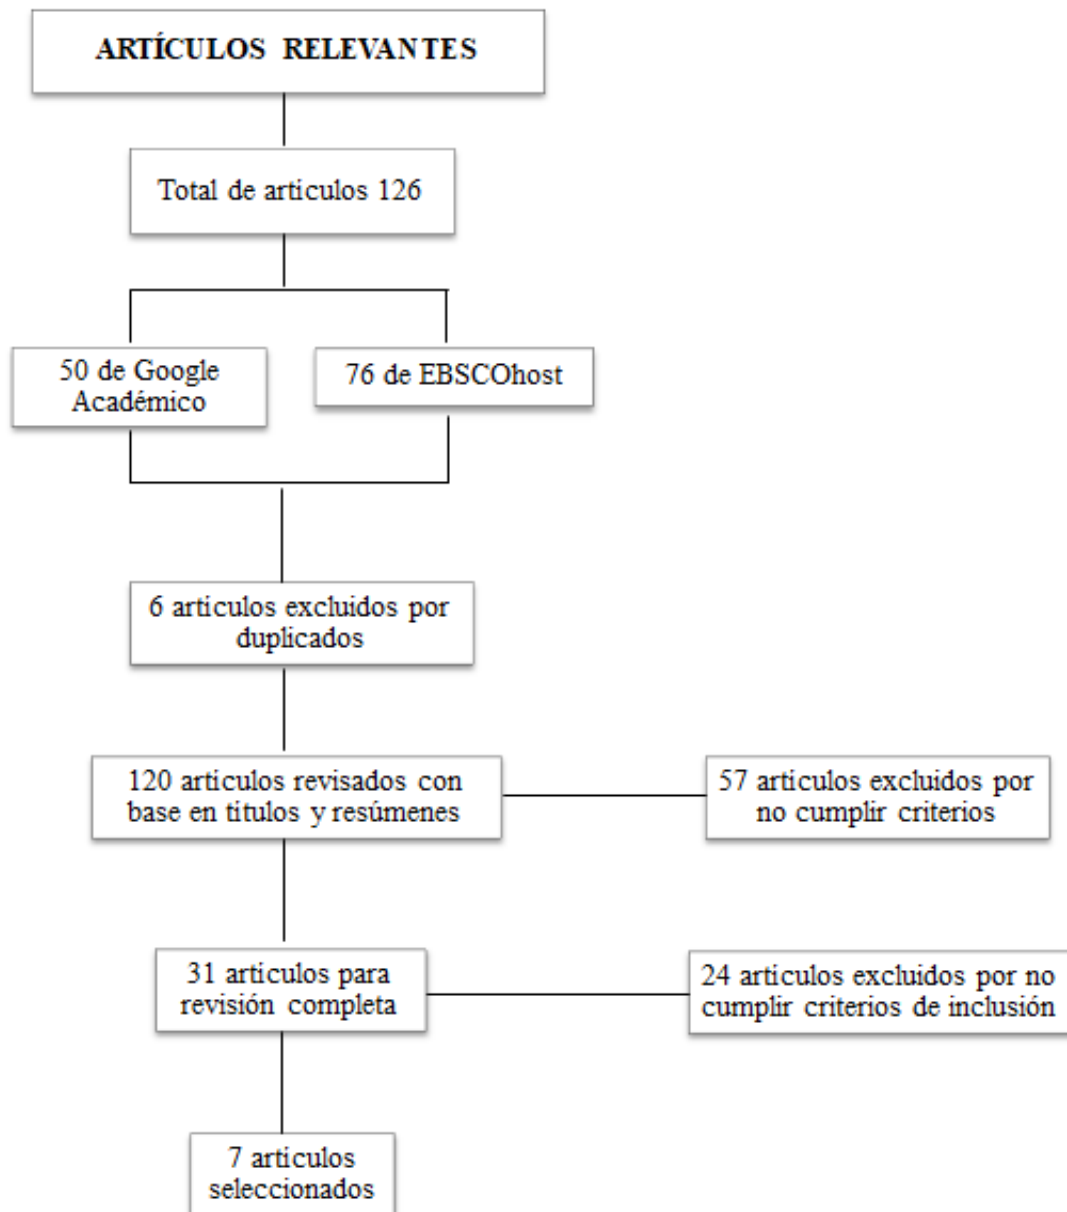 ARTÍCULOS RELEVANTES
Total de articulos 126
50 de Google
Académico
76 de EBSCOhost
6 articulos excluidos por
duplicados
120 articulos revisados con
base en titulos y resúmenes
57 articulos excluidos por
no cumplir criterios
31 articulos para
revisión completa
24 articulos excluidos por no
cumplir criterios de inclusión
7 articulos
seleccionados